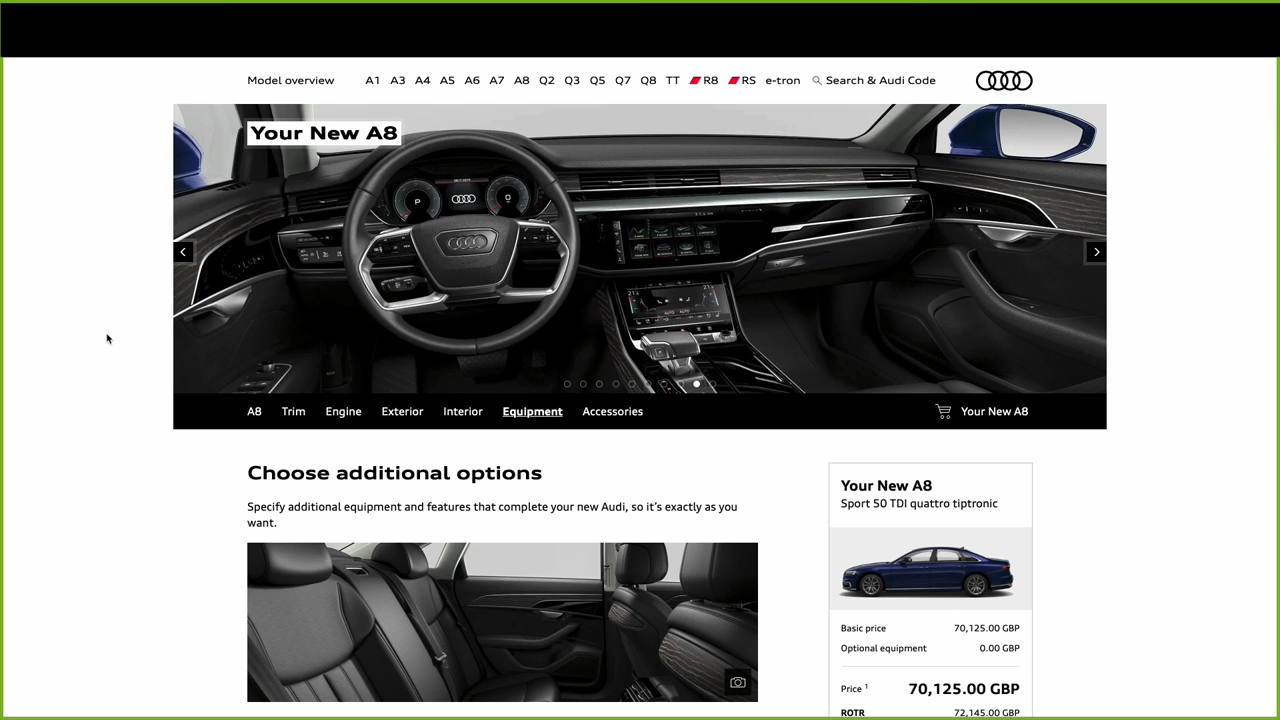 Model overview A1 A3 A4 A5 A6 A7 A8 Q2 Q3 Q5 Q7 Q8 TT R8 RS e-tron Search & Audi Code
Your New A8
P
A8 Trim Engine Exterior Interior Equipment Accessories Your New A8
Choose additional options
Specify additional equipment and features that complete your new Audi, so it's exactly as you
want.
Your New A8
Sport 50 TDI quattro tiptronic
Basic price 70,125.00 GBP
Optional equipment 0.00 GBP
Price 1 70,125.00 GBP
ROTR 72,145.00 GBP